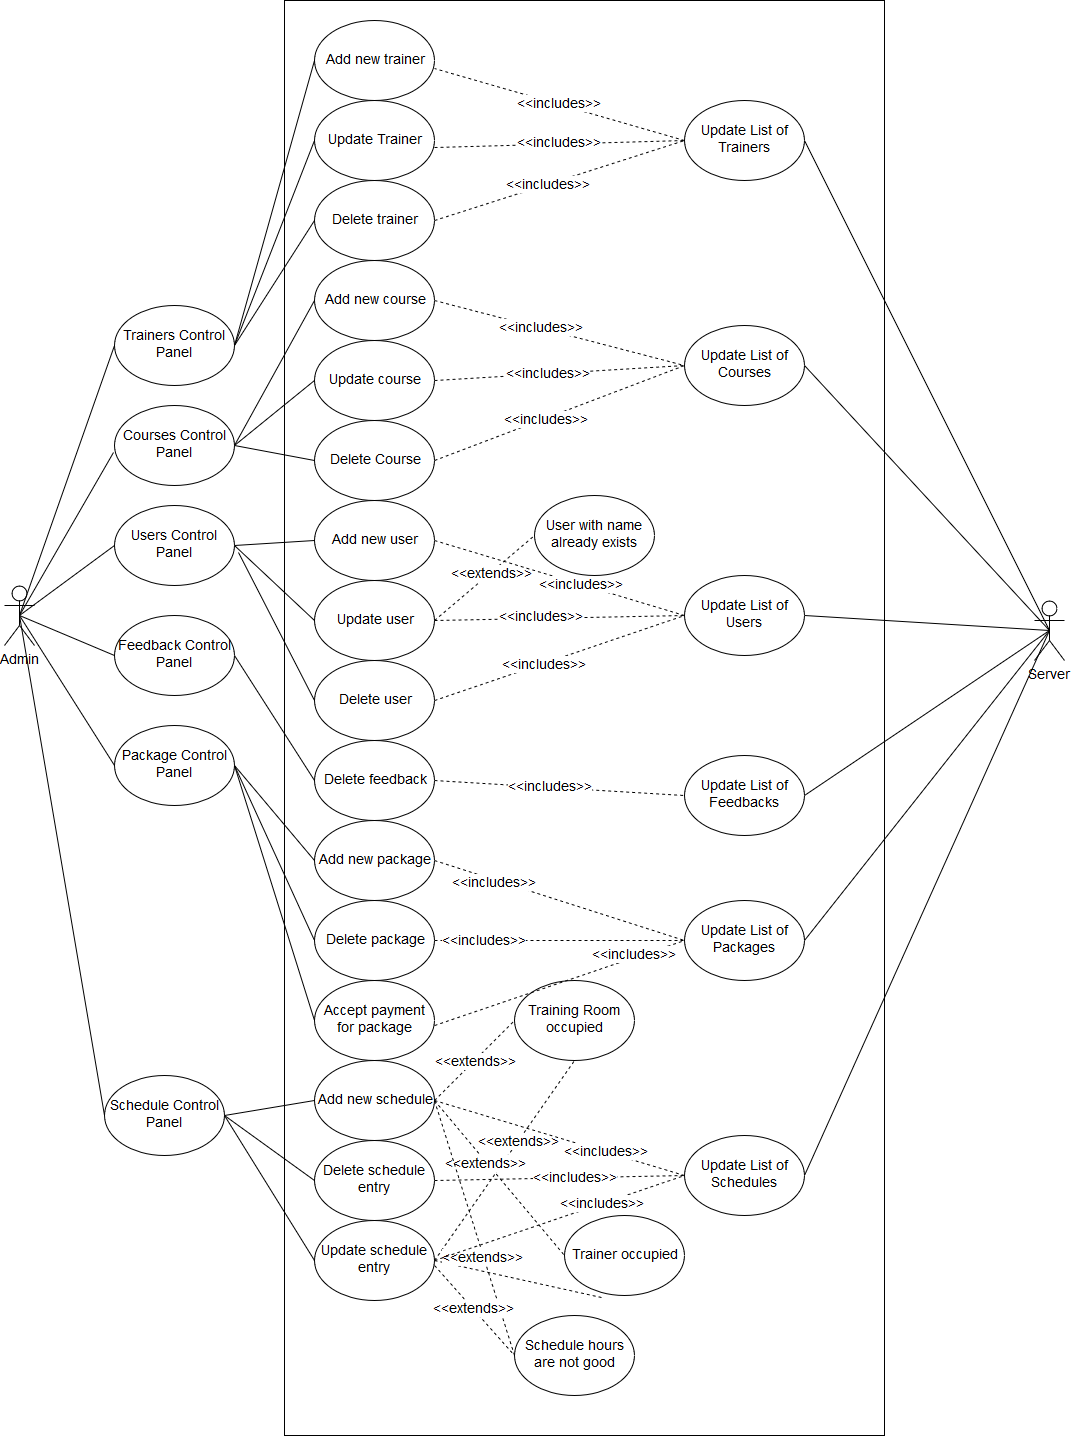 Add new trainer
<<includes>>
Update List of
Trainers
Update Trainer
<<includes>>
<<includes>>
Delete trainer
Add new course
<<includes>>
Trainers Control
Panel
Update List of
Courses
Update course
<<includes>>
<<includes>>
Courses Control
Panel
Delete Course
User with name
already exists
Users Control
Panel
Add new user
<<extends>>
<<includes>>
Update List of
Users
Update user
<<includes>>
Admin
Feedback Control
Panel
<<includes>>
Server
Delete user
Package Control
Panel
Delete feedback
<<includes>>
Update List of
Feedbacks
Add new package
<<includes>>
Update List of
Packages
Delete package
<<includes>>
<<includes>>
Accept payment
for package
Training Room
occupied
<<extends>>
Schedule Control
Panel
Add new schedule
<<extends>>
<<includes>>
<<extends>>
Update List of
Schedules
Delete schedule
entry
<<includes>>
<<includes>>
Update schedule
entry
<<extends>>
Trainer occupied
<<extends>>
Schedule hours
are not good